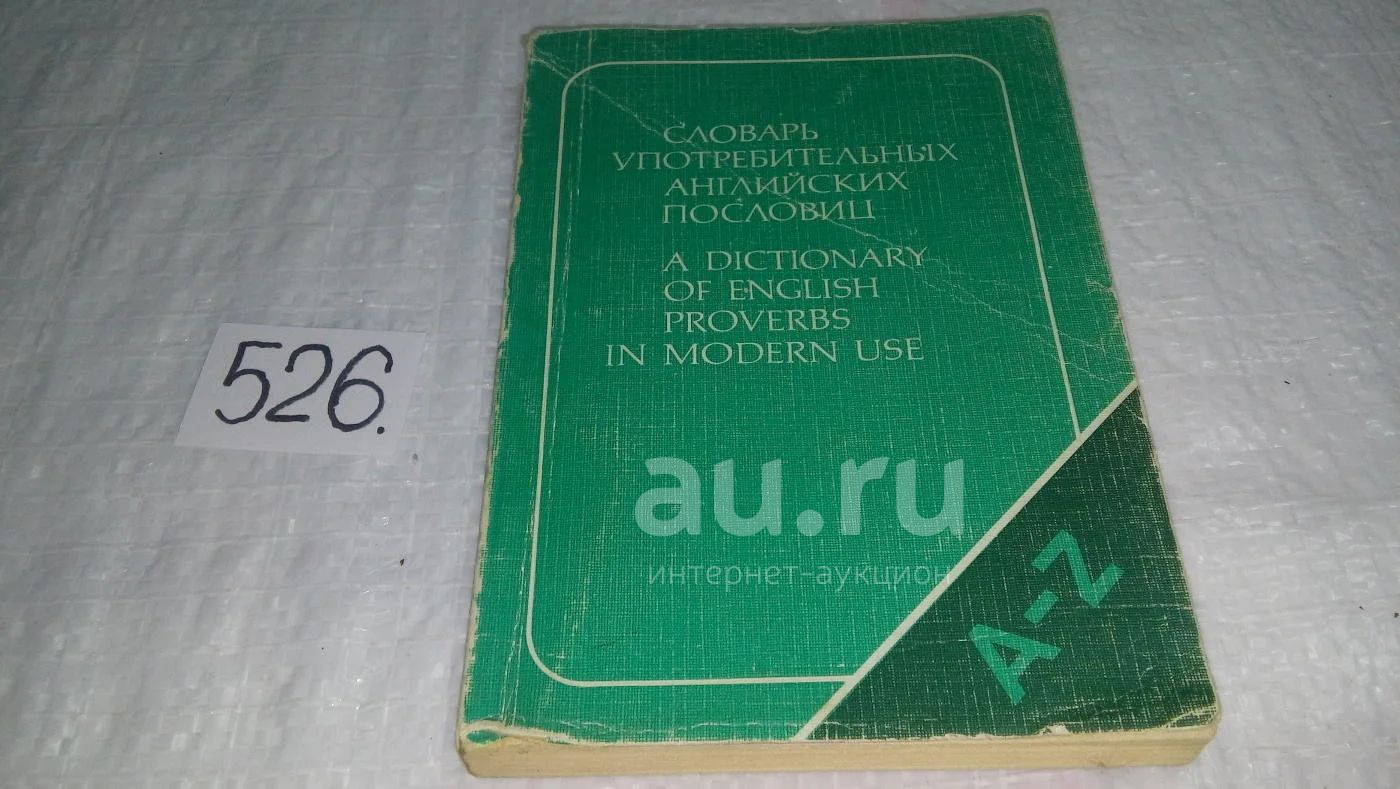 СЛОВАРЬ
УПОТРЕБИТЕЛЬНЫХ
АНГЛИЙСКИХ
ПОСЛОВИЦ
A DICTIONARY
OF ENGLISH
PROVERBS
IN MODERN USE
526.
au.ru
интернет-аукцион
A-Z